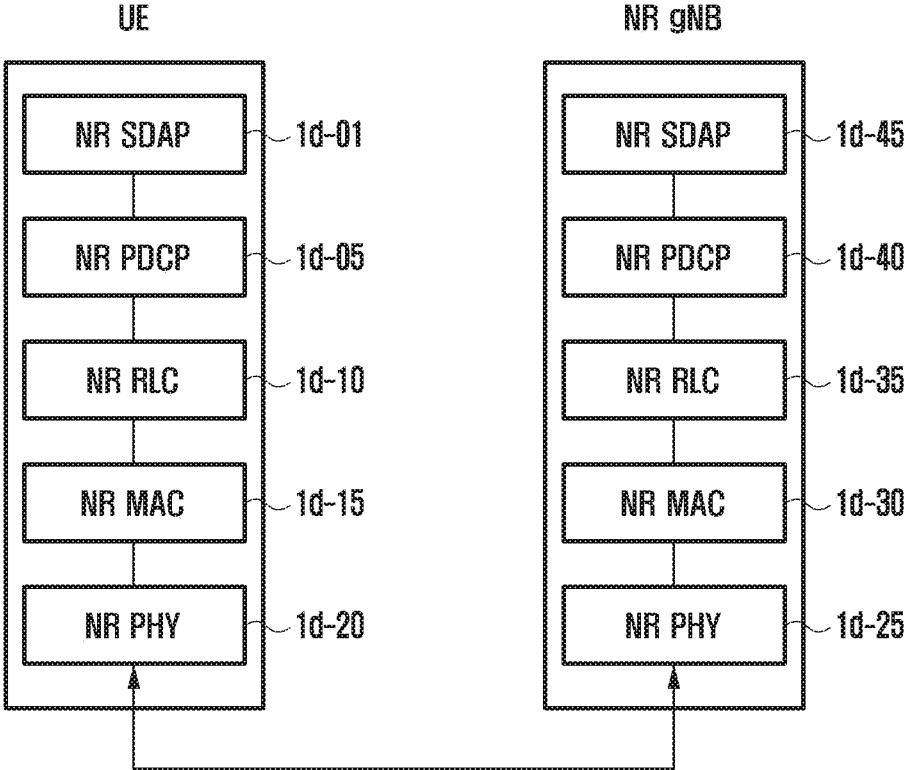 UE NR gNB
NR SDAP 1d-01 NR SDAP 1d-45
NR PDCP 1d-05 NR PDCP 1d-40
NR RLC 1d-10 NR RLC 1d-35
NR MAC 1d-15 NR MAC 1d-30
NR PHY 1d-20 NR PHY 1d-25